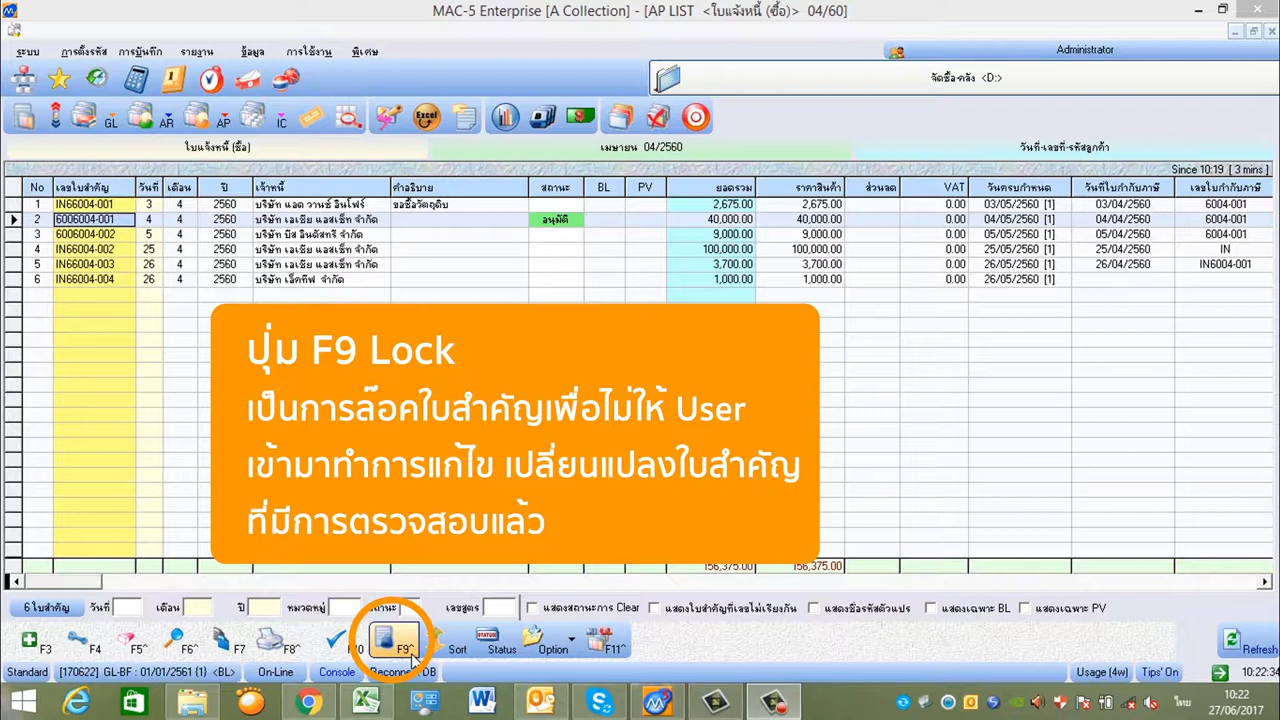 MAC-5 Enterprise [A Collection] - [AP LIST <ใบแจ้งหนี้ (ซื้อ)> 04/60]
ระบบ การตั้งรหัส การบันทึก รายงาน ข้อมูล การใช้งาน พิเศษ Administrator
จัดซื้อ-คลัง <D:>
GL AR AP IC Excel
ใบแจ้งหนี้ (ซื้อ) เมษายน 04/2560 วันที่-เลขที่-รหัสลูกค้า
Since 10:19 [ 3 mins ]
No เลขใบสำคัญ วันที่ เดือน ปี เจ้าหนี้ คำอธิบาย สถานะ BL PV ยอดรวม ราคาสินค้า ส่วนลด VAT วันครบกำหนด วันที่ใบกำกับภาษี เลขใบกำกับภาษี
1 IN66004-001 3 4 2560 บริษัท แอด วานซ์ อินโฟร์ ขอซื้อวัตถุดิบ 2,675.00 2,675.00 0.00 03/05/2560 [1] 03/04/2560 6004-001
2 6006004-001 4 4 2560 บริษัท เอเชีย แอสเซ็ท จำกัด อนุมัติ 40,000.00 40,000.00 0.00 04/05/2560 [1] 04/04/2560 6004-001
3 6006004-002 5 4 2560 บริษัท บีส อินดัสทรี จำกัด 9,000.00 9,000.00 0.00 05/05/2560 [1] 05/04/2560 6004-001
4 IN66004-002 25 4 2560 บริษัท เอเชีย แอสเซ็ท จำกัด 100,000.00 100,000.00 0.00 25/05/2560 [1] 25/04/2560 IN
5 IN66004-003 26 4 2560 บริษัท เอเชีย แอสเซ็ท จำกัด 3,700.00 3,700.00 0.00 26/05/2560 [1] 26/04/2560 IN6004-001
6 IN66004-004 26 4 2560 บริษัท เอ็คทีฟ จำกัด 1,000.00 1,000.00 0.00 26/05/2560 [1]
ปุ่ม F9 Lock
เป็นการล๊อคใบสำคัญเพื่อไม่ให้ User
เข้ามาทำการแก้ไข เปลี่ยนแปลงใบสำคัญ
ที่มีการตรวจสอบแล้ว
156,375.00 156,375.00
6 ใบสำคัญ วันที่ เดือน ปี หมวดหมู่ เลขสูตร แสดงสถานะการ Clear แสดงใบสำคัญที่เลขไม่เรียงกัน แสดงชื่อรหัสตัวแปร แสดงเฉพาะ BL แสดงเฉพาะ PV
F3 F4 F5^ F6^ F7 F8^ F9^ Sort Status Option F11^ Refresh
Standard [170622] GL-BF : 01/01/2561 (1) <BL> On-Line Console Reconnect DB Usage (4w) Tips' On 10:22:34
ไทย 10:22
27/06/2017